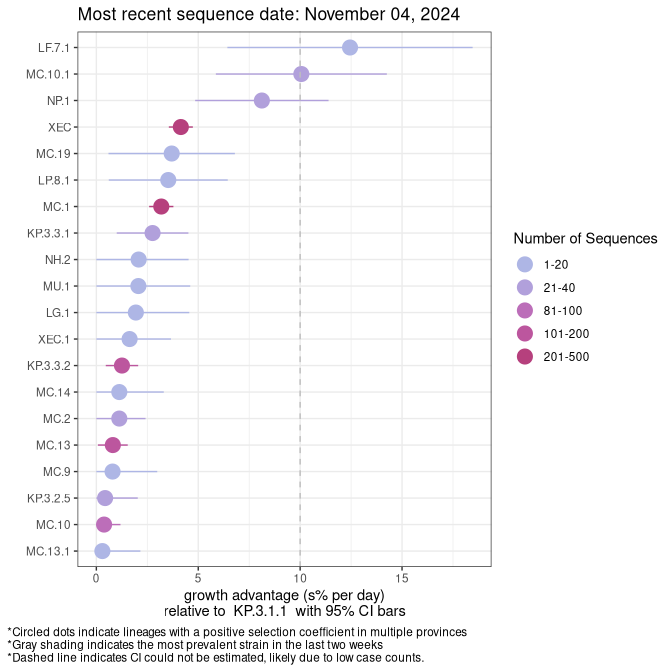 Most recent sequence date: November 04, 2024
LF.7.1
MC.10.1
NP.1
XEC
MC.19
LP.8.1
MC.1
KP.3.3.1
NH.2
MU.1
LG.1
XEC.1
KP.3.3.2
MC.14
MC.2
MC.13
MC.9
KP.3.2.5
MC.10
MC.13.1
0 5 10 15
growth advantage (s% per day)
relative to KP.3.1.1 with 95% CI bars
Number of Sequences
1-20
21-40
81-100
101-200
201-500
*Circled dots indicate lineages with a positive selection coefficient in multiple provinces
*Gray shading indicates the most prevalent strain in the last two weeks
*Dashed line indicates CI could not be estimated, likely due to low case counts.